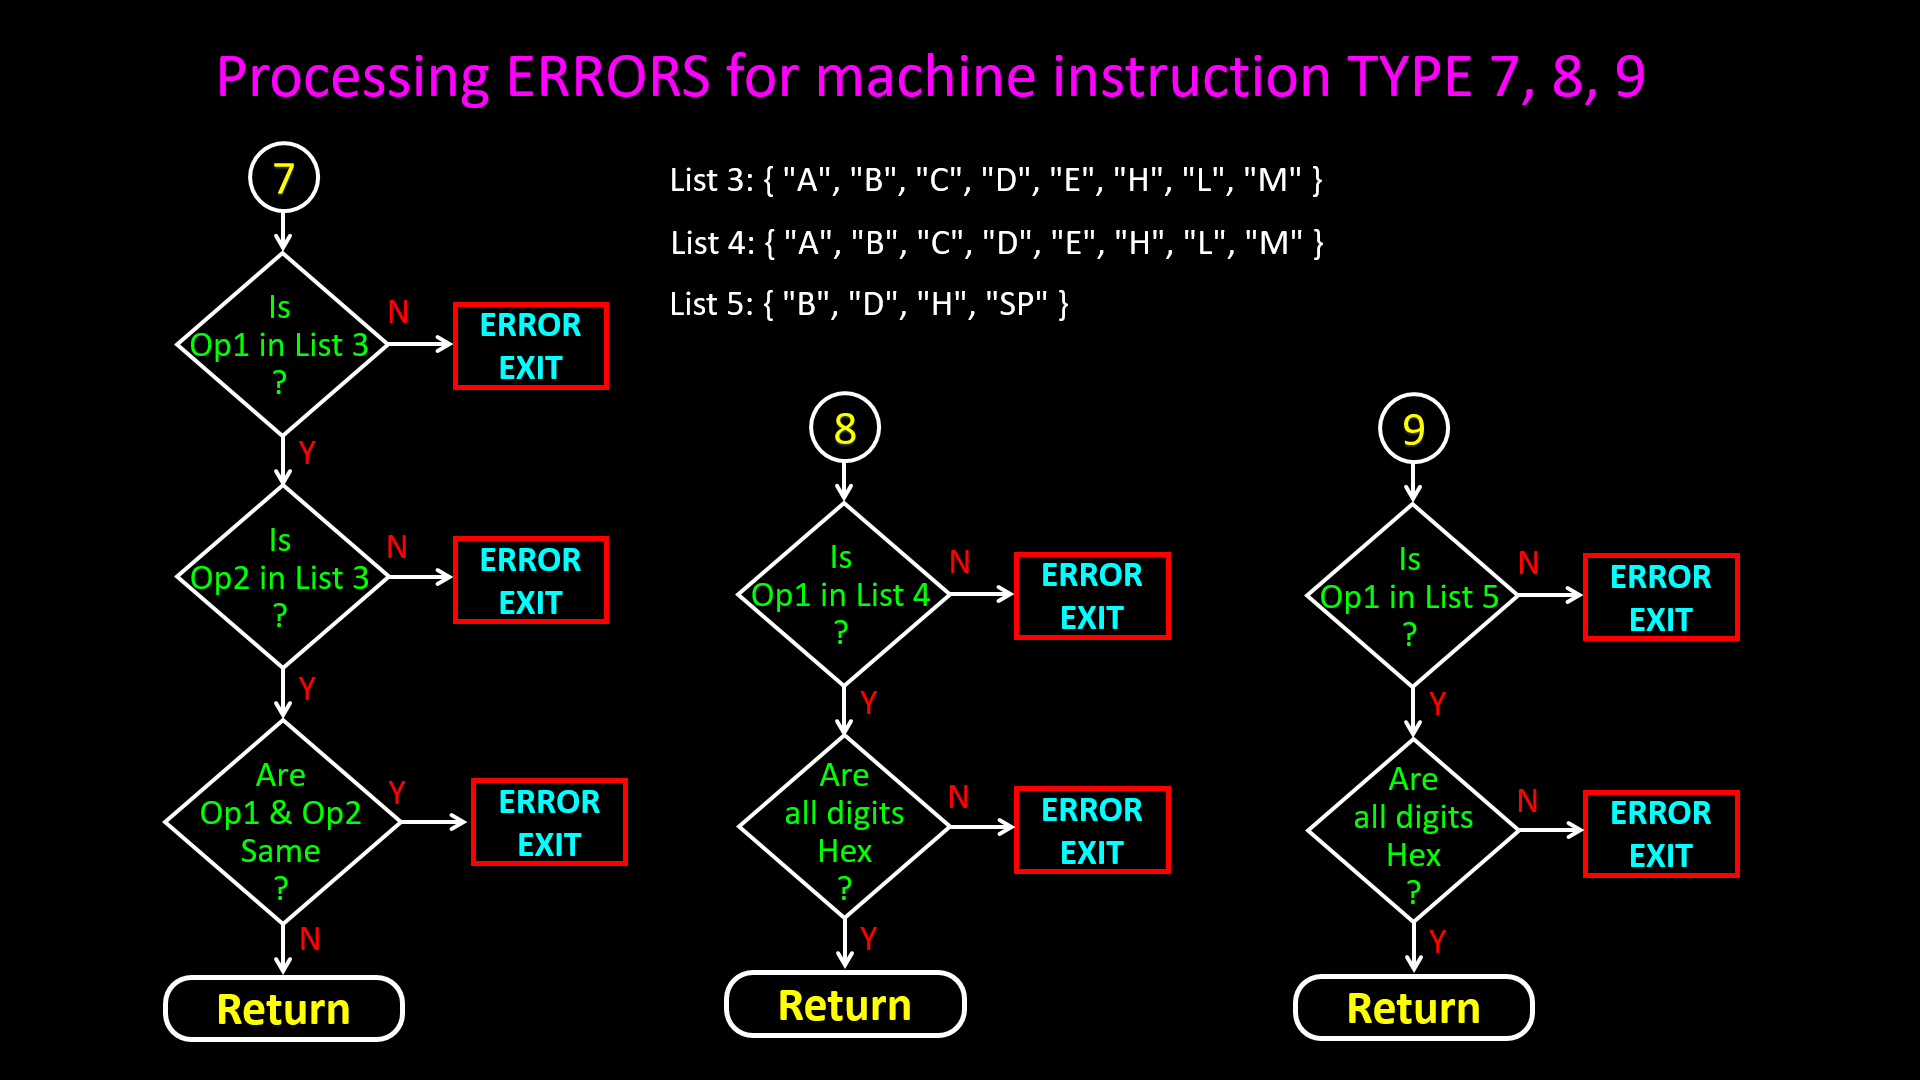 Processing ERRORS for machine instruction TYPE 7, 8, 9
List 3: { "A", "B", "C", "D", "E", "H", "L", "M" }
List 4: { "A", "B", "C", "D", "E", "H", "L", "M" }
List 5: { "B", "D", "H", "SP" }
7
Is
Op1 in List 3
?
N
ERROR
EXIT
Y
Is
Op2 in List 3
?
N
ERROR
EXIT
Y
Are
Op1 & Op2
Same
?
Y
ERROR
EXIT
N
Return
8
Is
Op1 in List 4
?
N
ERROR
EXIT
Y
Are
all digits
Hex
?
N
ERROR
EXIT
Y
Return
9
Is
Op1 in List 5
?
N
ERROR
EXIT
Y
Are
all digits
Hex
?
N
ERROR
EXIT
Y
Return